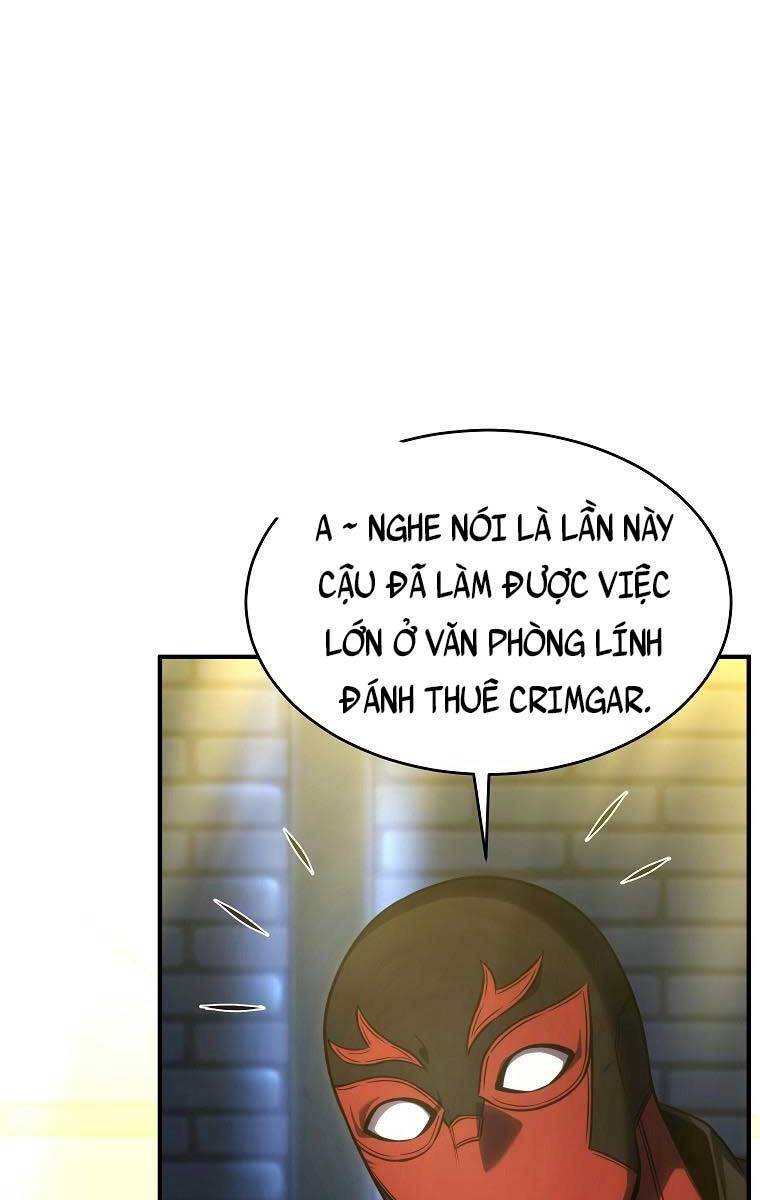 A ~ NGHE NÓI LÀ LẦN NÀY
CẬU ĐÃ LÀM ĐƯỢC VIỆC
LỚN Ở VĂN PHÒNG LÍNH
ĐÁNH THUÊ CRIMGAR.